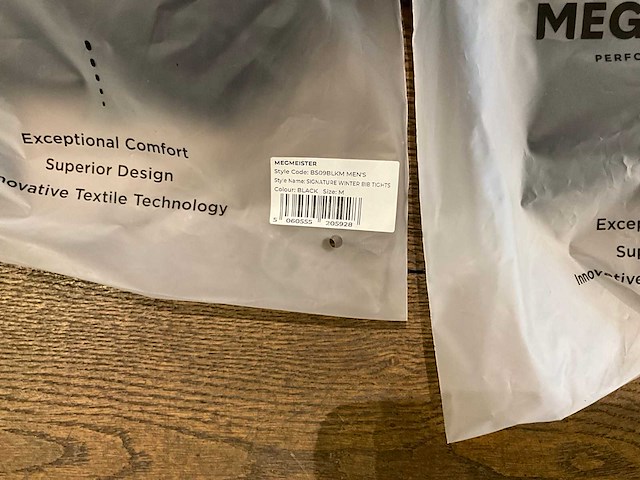 Exceptional Comfort
Superior Design
novative Textile Technology
MEGMEISTER
Style Code: BS09BLKM MEN'S
Style Name: SIGNATURE WINTER BIB TIGHTS
Colour: BLACK Size: M
5 060555 205928
MEG
PERFO
Excep
Sup
Innovative